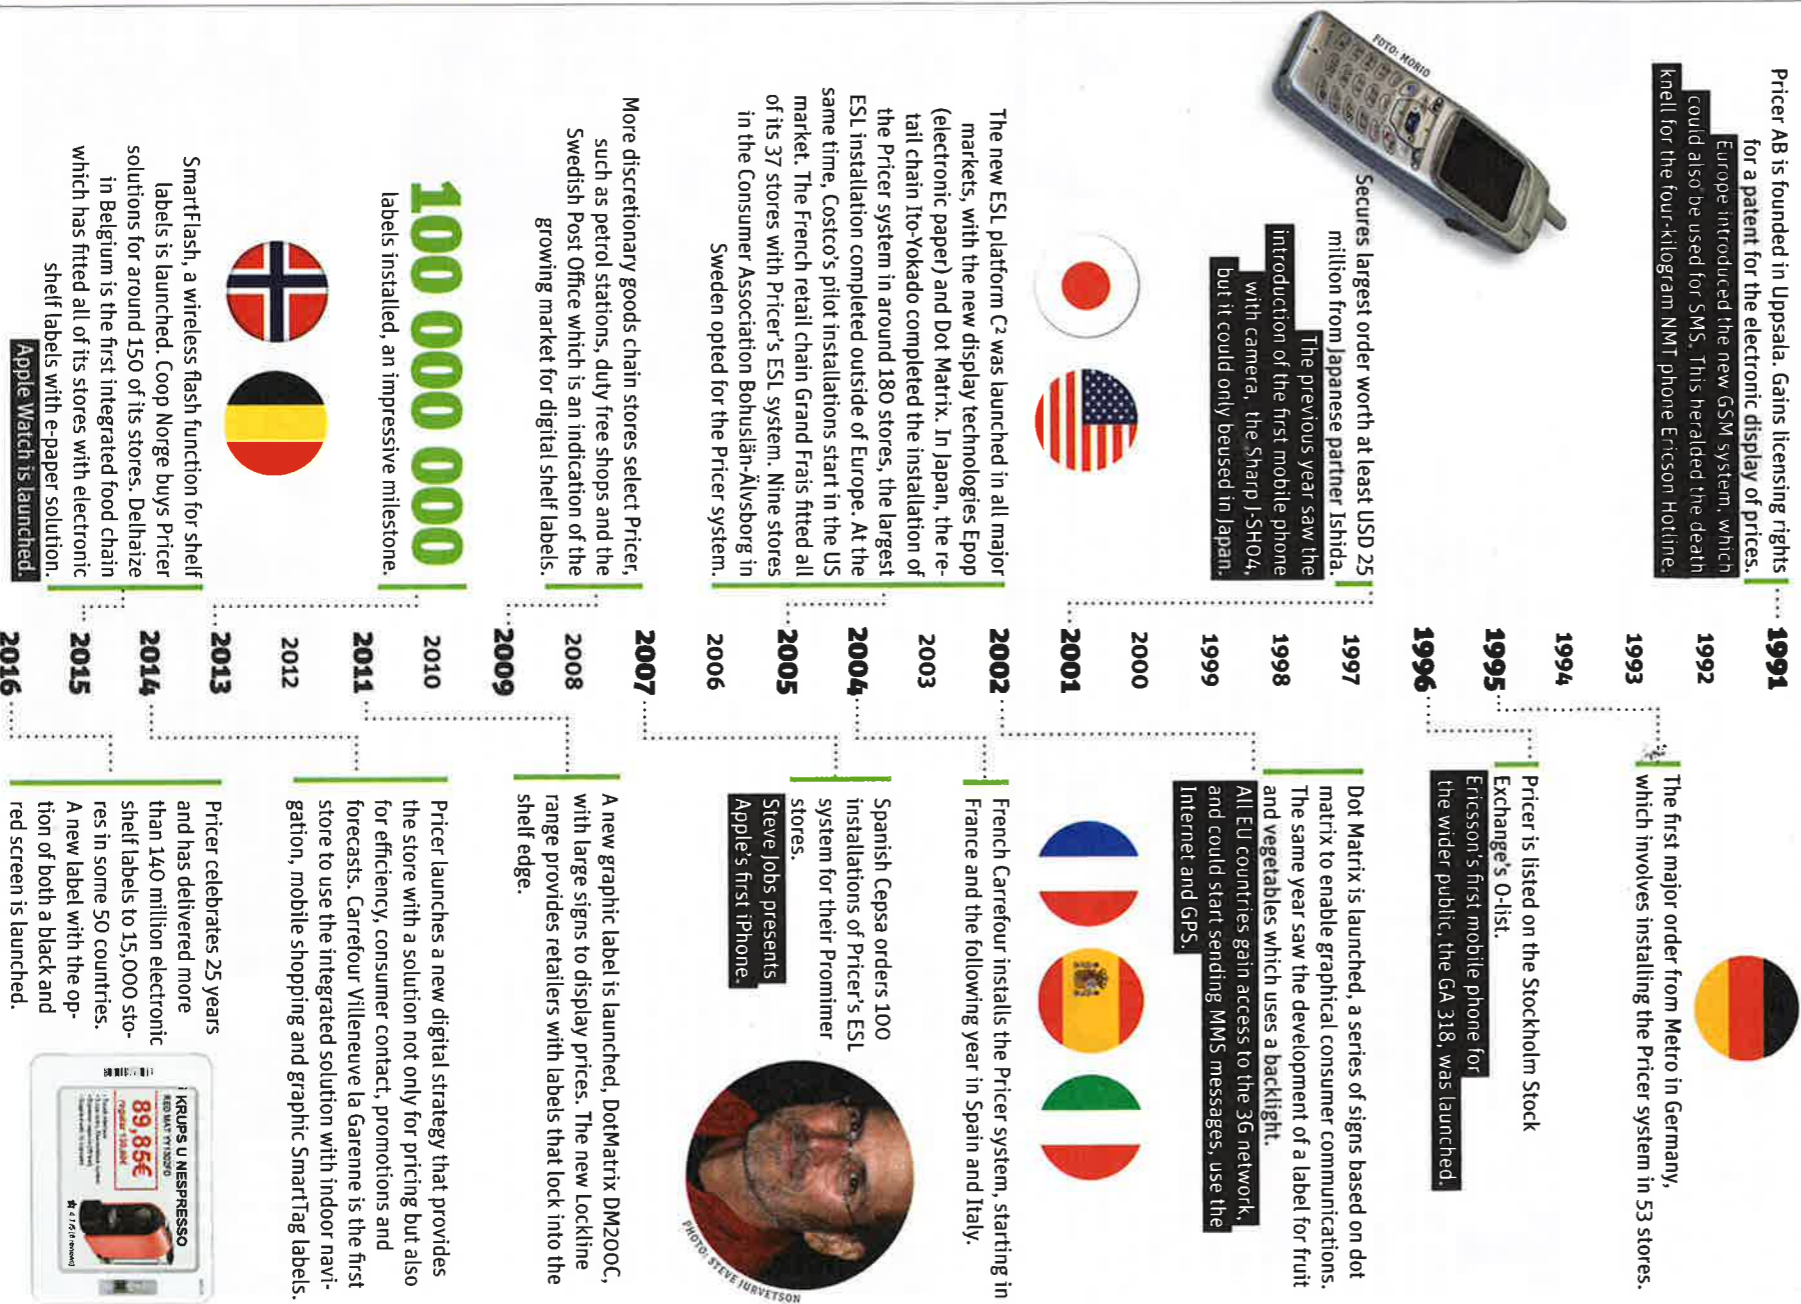 Pricer AB is founded in Uppsala. Gains licensing rights
for a patent for the electronic display of prices.
Europe introduced the new GSM system, which
could also be used for SMS. This heralded the death
knell for the four-kilogram NMT phone Ericson Hotline.
FOTO: MORIO
Secures largest order worth at least USD 25
million from Japanese partner Ishida.
The previous year saw the
introduction of the first mobile phone
with camera, the Sharp J-SH04,
but it could only beused in Japan.
The new ESL platform C² was launched in all major
markets, with the new display technologies Epop
(electronic paper) and Dot Matrix. In Japan, the re-
tail chain Ito-Yokado completed the installation of
the Pricer system in around 180 stores, the largest
ESL installation completed outside of Europe. At the
same time, Costco's pilot installations start in the US
market. The French retail chain Grand Frais fitted all
of its 37 stores with Pricer's ESL system. Nine stores
in the Consumer Association Bohuslän-Älvsborg in
Sweden opted for the Pricer system.
More discretionary goods chain stores select Pricer,
such as petrol stations, duty free shops and the
Swedish Post Office which is an indication of the
growing market for digital shelf labels.
100 000 000
labels installed, an impressive milestone.
SmartFlash, a wireless flash function for shelf
labels is launched. Coop Norge buys Pricer
solutions for around 150 of its stores. Delhaize
in Belgium is the first integrated food chain
which has fitted all of its stores with electronic
shelf labels with e-paper solution.
Apple Watch is launched.
1991
1992
1993
1994
1995
1996
1997
1998
1999
2000
2001
2002
2003
2004
2005
2006
2007
2008
2009
2010
2011
2012
2013
2014
2015
2016
The first major order from Metro in Germany,
which involves installing the Pricer system in 53 stores.
Pricer is listed on the Stockholm Stock
Exchange's O-list.
Ericsson's first mobile phone for
the wider public, the GA 318, was launched.
Dot Matrix is launched, a series of signs based on dot
matrix to enable graphical consumer communications.
The same year saw the development of a label for fruit
and vegetables which uses a backlight.
All EU countries gain access to the 3G network,
and could start sending MMS messages, use the
Internet and GPS.
French Carrefour installs the Pricer system, starting in
France and the following year in Spain and Italy.
Spanish Cepsa orders 100
installations of Pricer's ESL
system for their Prominer
stores.
Steve Jobs presents
Apple's first iPhone.
PHOTO: STEVE JURVETSON
A new graphic label is launched, DotMatrix DM200C,
with large signs to display prices. The new Lockline
range provides retailers with labels that lock into the
shelf edge.
Pricer launches a new digital strategy that provides
the store with a solution not only for pricing but also
for efficiency, consumer contact, promotions and
forecasts. Carrefour Villeneuve la Garenne is the first
store to use the integrated solution with indoor navi-
gation, mobile shopping and graphic SmartTag labels.
Pricer celebrates 25 years
and has delivered more
than 140 million electronic
shelf labels to 15,000 sto-
res in some 50 countries.
A new label with the op-
tion of both a black and
red screen is launched.
KRUPS U NESPRESSO
RED MAT YY1302FD
89,85€